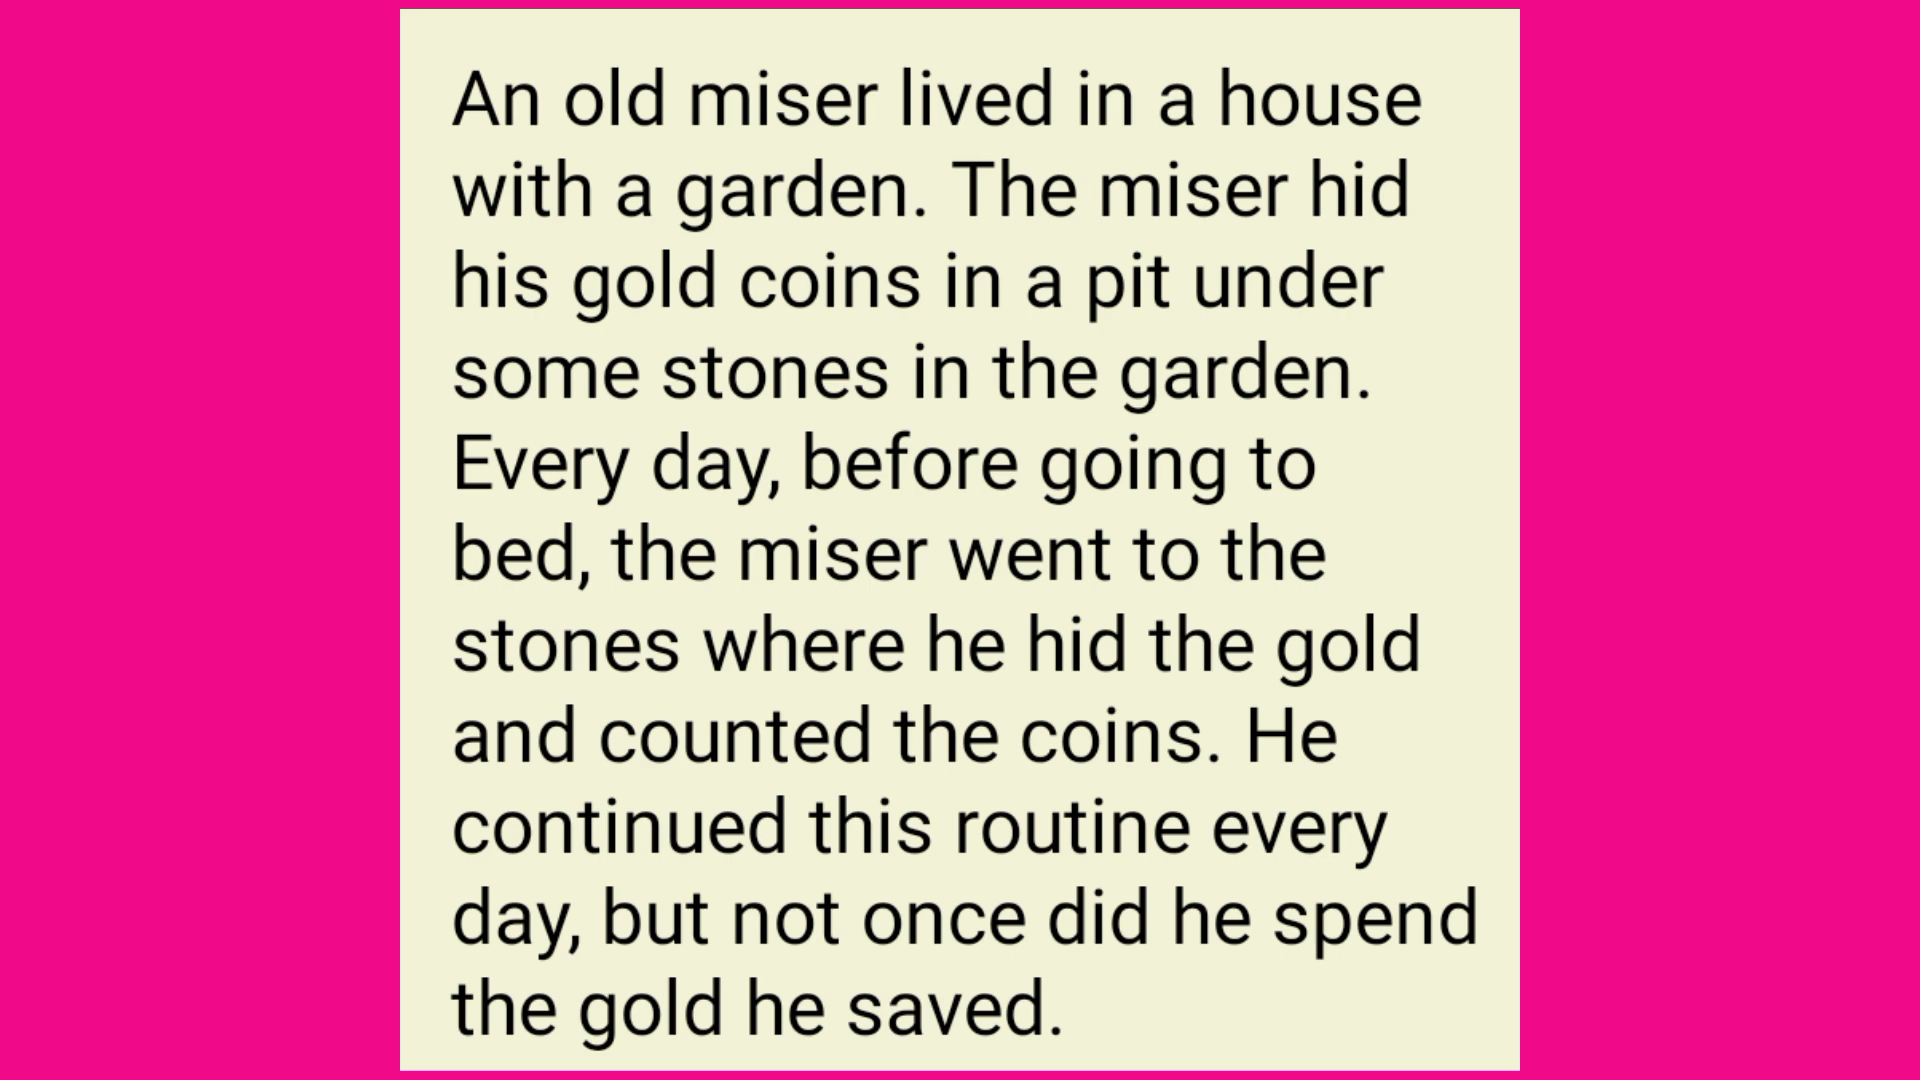 An old miser lived in a house
with a garden. The miser hid
his gold coins in a pit under
some stones in the garden.
Every day, before going to
bed, the miser went to the
stones where he hid the gold
and counted the coins. He
continued this routine every
day, but not once did he spend
the gold he saved.